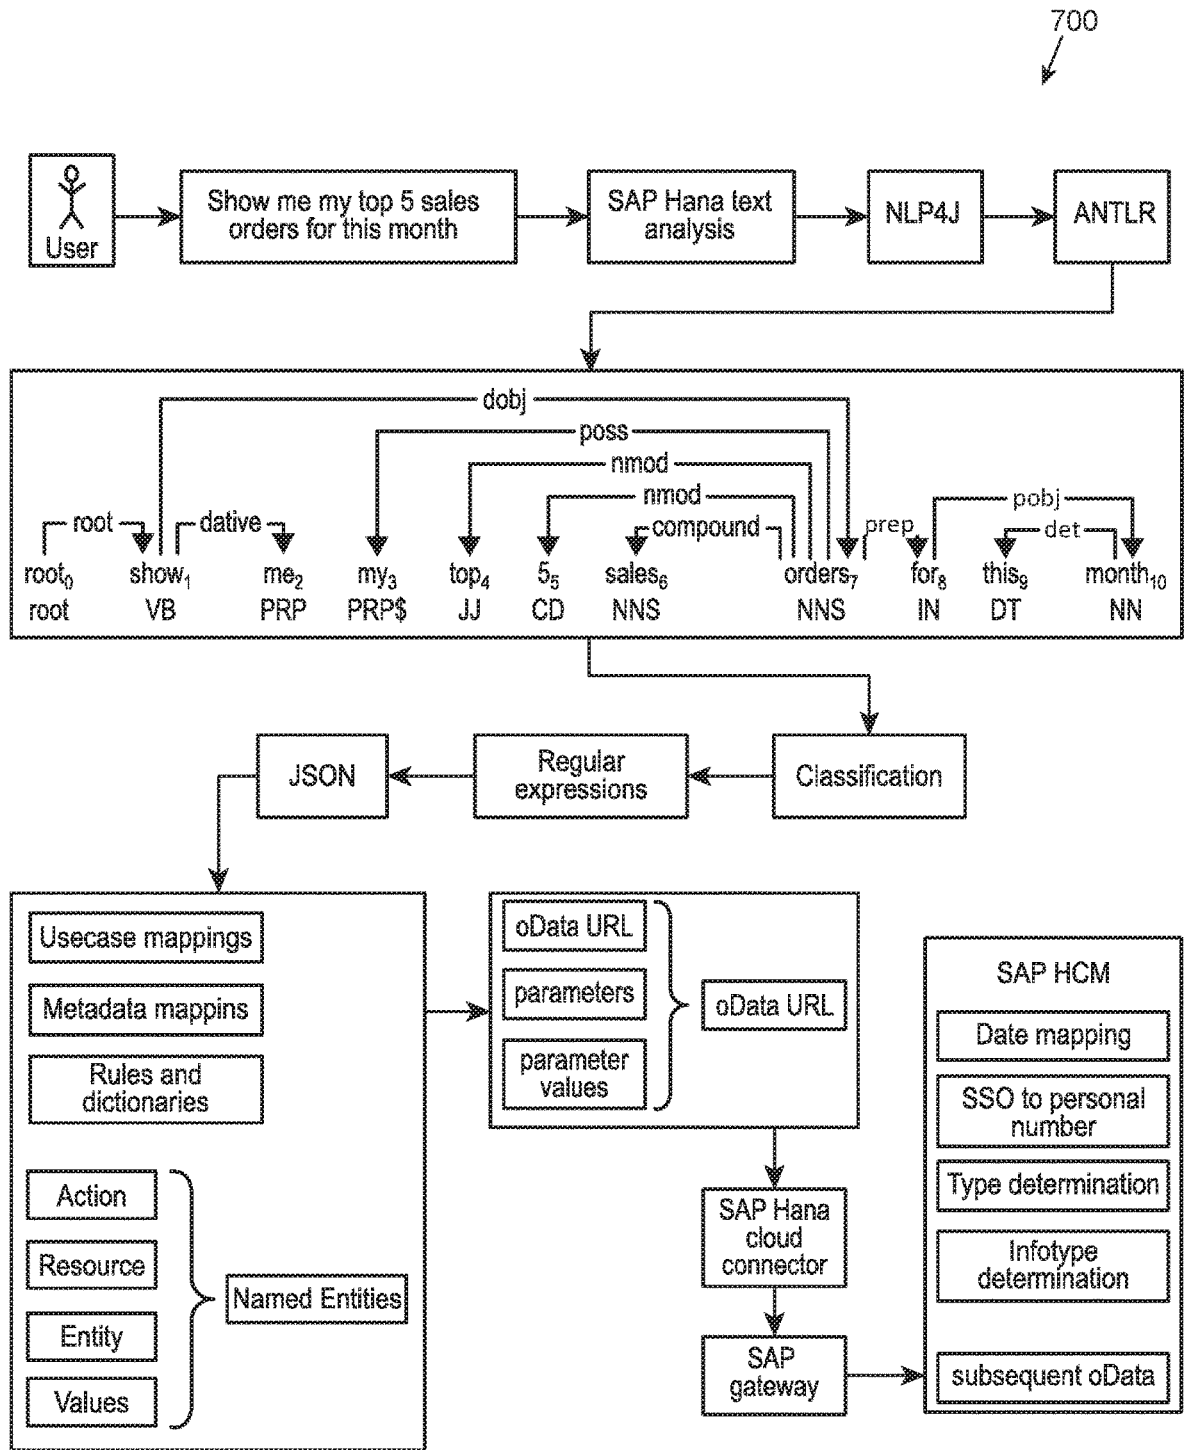 700
User
Show me my top 5 sales
orders for this month
SAP Hana text
analysis
NLP4J
ANTLR
dobj
poss
nmod
nmod
pobj
root
dative
compound
prep
det
root₀ show₁ me₂ my₃ top₄ 5₅ sales₆ orders₇ for₈ this₉ month₁₀
root VB PRP PRP$ JJ CD NNS NNS IN DT NN
JSON
Regular
expressions
Classification
Usecase mappings
Metadata mappins
Rules and
dictionaries
Action
Resource
Entity
Values
Named Entities
oData URL
parameters
parameter
values
oData URL
SAP Hana
cloud
connector
SAP
gateway
SAP HCM
Date mapping
SSO to personal
number
Type determination
Infotype
determination
subsequent oData